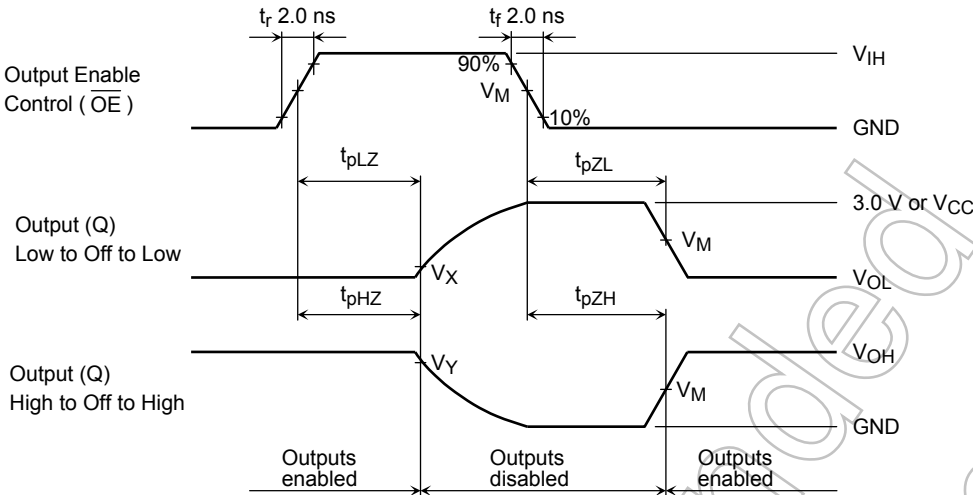 tr 2.0 ns
tf 2.0 ns
Output Enable
Control ( OE )
90%
VM
10%
VIH
GND
tpLZ
tpZL
Output (Q)
Low to Off to Low
VX
VM
3.0 V or VCC
VOL
tpHZ
tpZH
Output (Q)
High to Off to High
VY
VM
VOH
GND
Outputs
enabled
Outputs
disabled
Outputs
enabled